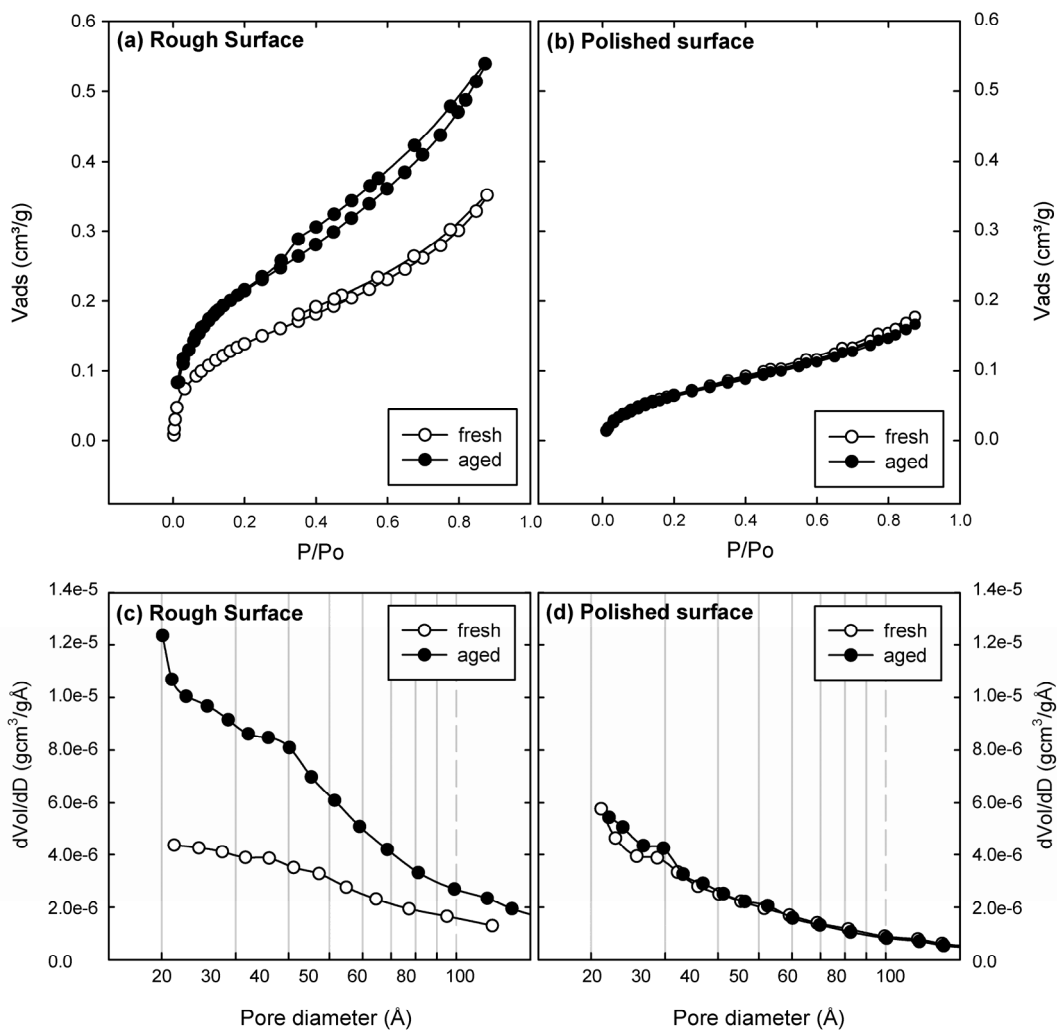 (a) Rough Surface
(b) Polished surface
0.6
0.5
0.4
0.3
0.2
0.1
0.0
Vads (cm³/g)
fresh
aged
0.0 0.2 0.4 0.6 0.8 1.0
P/Po
0.6
0.5
0.4
0.3
0.2
0.1
0.0
Vads (cm³/g)
fresh
aged
0.0 0.2 0.4 0.6 0.8 1.0
P/Po
(c) Rough Surface
(d) Polished surface
1.4e-5
1.2e-5
1.0e-5
8.0e-6
6.0e-6
4.0e-6
2.0e-6
0.0
dVol/dD (gcm³/gÅ)
fresh
aged
20 30 40 50 60 80 100
Pore diameter (Å)
1.4e-5
1.2e-5
1.0e-5
8.0e-6
6.0e-6
4.0e-6
2.0e-6
0.0
dVol/dD (gcm³/gÅ)
fresh
aged
20 30 40 50 60 80 100
Pore diameter (Å)